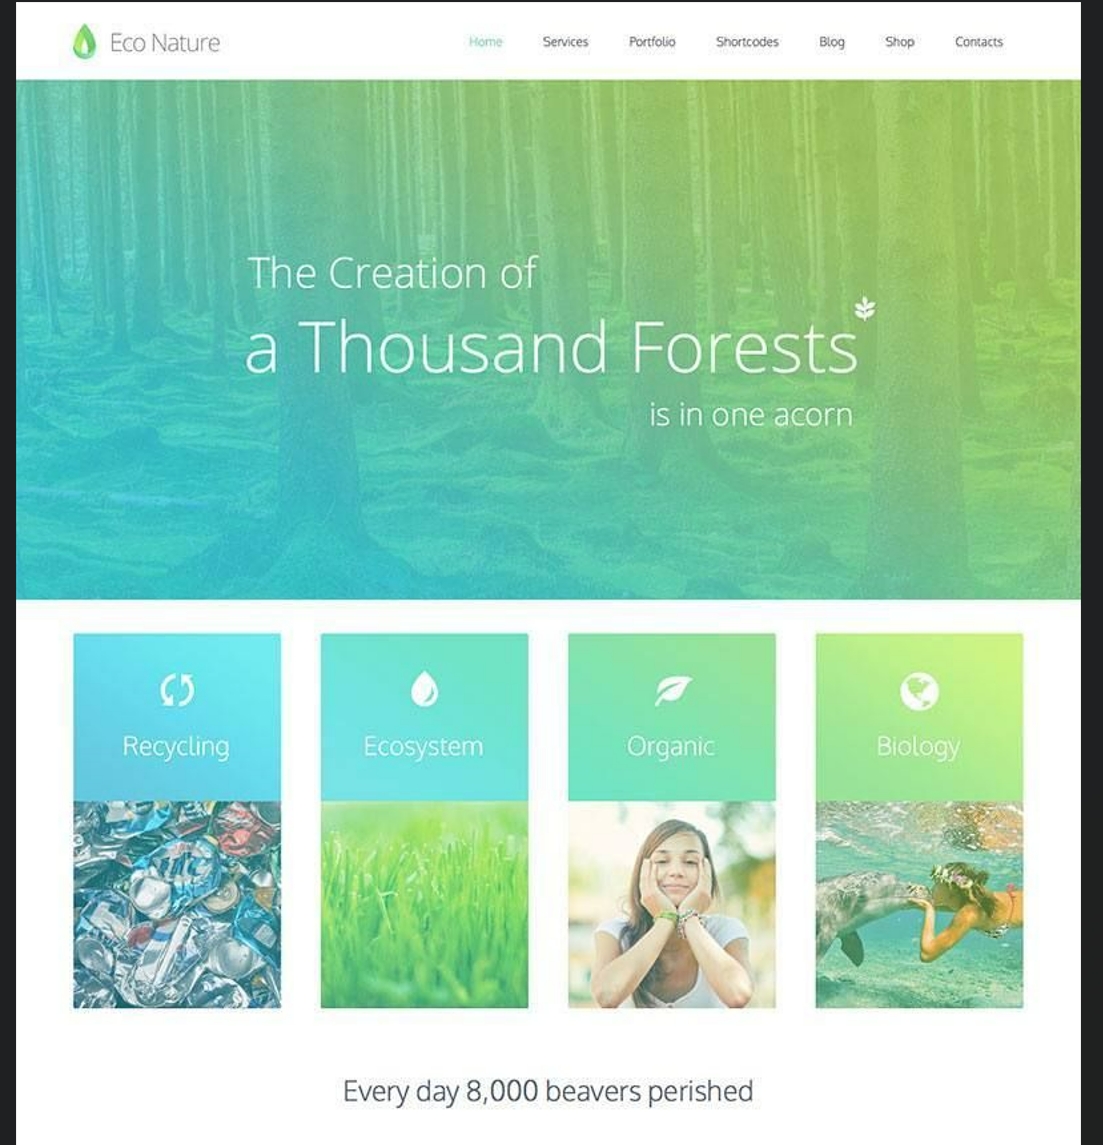 Eco Nature
Home Services Portfolio Shortcodes Blog Shop Contacts
The Creation of
a Thousand Forests
is in one acorn
Recycling Ecosystem Organic Biology
Every day 8,000 beavers perished